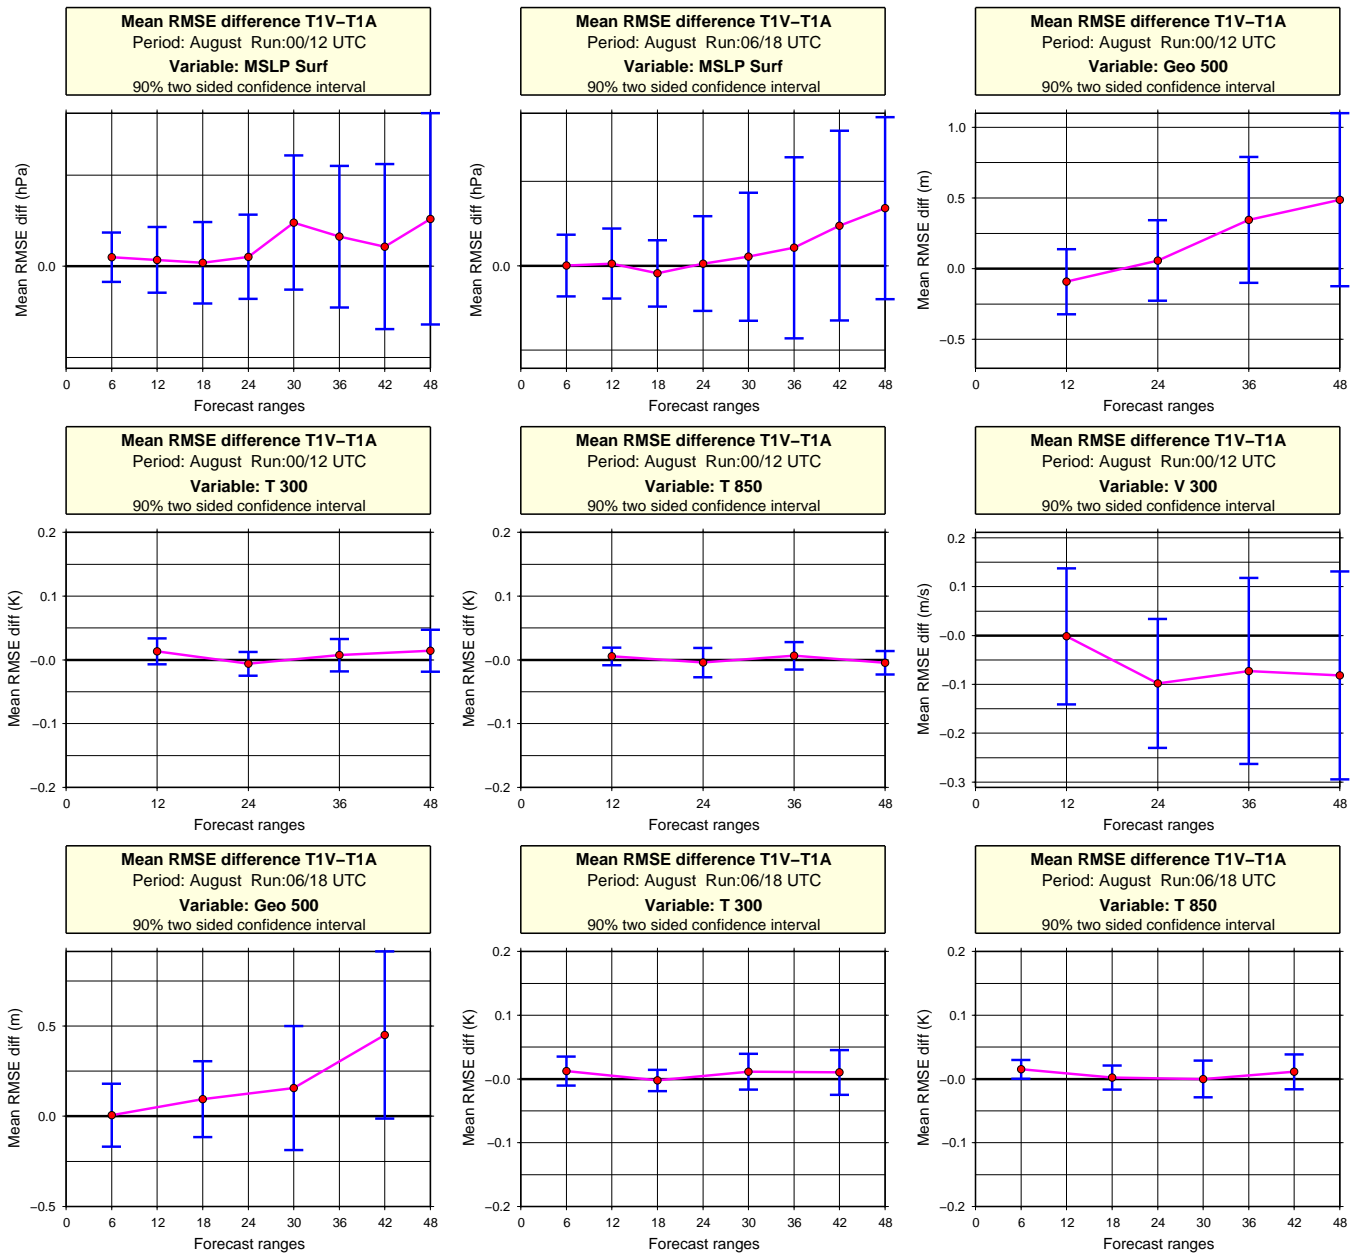 Mean RMSE difference T1V−T1A
Period: August  Run:00/12 UTC
Variable: MSLP Surf
90% two sided confidence interval
Mean RMSE diff (hPa)
0.0
0 6 12 18 24 30 36 42 48
Forecast ranges
Mean RMSE difference T1V−T1A
Period: August  Run:06/18 UTC
Variable: MSLP Surf
90% two sided confidence interval
Mean RMSE diff (hPa)
0.0
0 6 12 18 24 30 36 42 48
Forecast ranges
Mean RMSE difference T1V−T1A
Period: August  Run:00/12 UTC
Variable: Geo 500
90% two sided confidence interval
Mean RMSE diff (m)
1.0
0.5
0.0
−0.5
0 12 24 36 48
Forecast ranges
Mean RMSE difference T1V−T1A
Period: August  Run:00/12 UTC
Variable: T 300
90% two sided confidence interval
Mean RMSE diff (K)
0.2
0.1
−0.0
−0.1
−0.2
0 12 24 36 48
Forecast ranges
Mean RMSE difference T1V−T1A
Period: August  Run:00/12 UTC
Variable: T 850
90% two sided confidence interval
Mean RMSE diff (K)
0.2
0.1
−0.0
−0.1
−0.2
0 12 24 36 48
Forecast ranges
Mean RMSE difference T1V−T1A
Period: August  Run:00/12 UTC
Variable: V 300
90% two sided confidence interval
Mean RMSE diff (m/s)
0.2
0.1
−0.0
−0.1
−0.2
−0.3
0 12 24 36 48
Forecast ranges
Mean RMSE difference T1V−T1A
Period: August  Run:06/18 UTC
Variable: Geo 500
90% two sided confidence interval
Mean RMSE diff (m)
0.5
0.0
−0.5
0 6 12 18 24 30 36 42 48
Forecast ranges
Mean RMSE difference T1V−T1A
Period: August  Run:06/18 UTC
Variable: T 300
90% two sided confidence interval
Mean RMSE diff (K)
0.2
0.1
−0.0
−0.1
−0.2
0 6 12 18 24 30 36 42 48
Forecast ranges
Mean RMSE difference T1V−T1A
Period: August  Run:06/18 UTC
Variable: T 850
90% two sided confidence interval
Mean RMSE diff (K)
0.2
0.1
−0.0
−0.1
−0.2
0 6 12 18 24 30 36 42 48
Forecast ranges